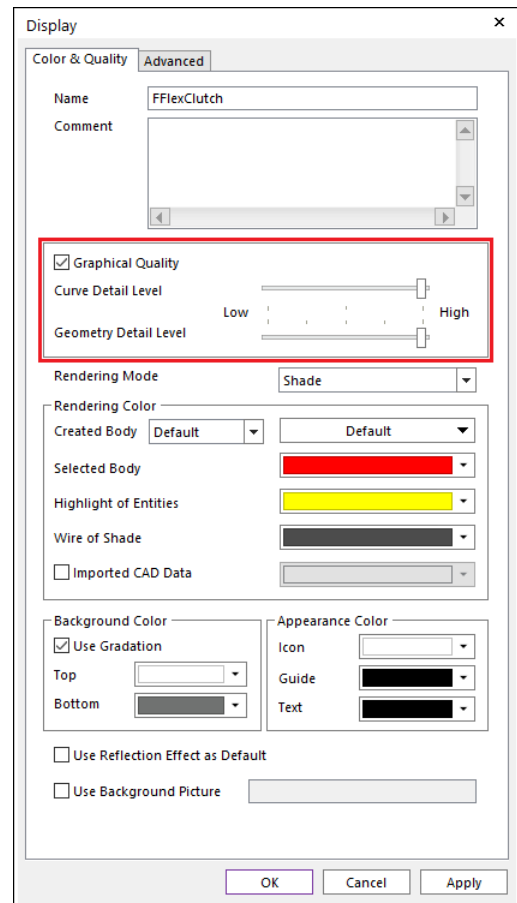 Display
Color & Quality Advanced
Name FFlexClutch
Comment
Graphical Quality
Curve Detail Level
Low High
Geometry Detail Level
Rendering Mode Shade
Rendering Color
Created Body Default Default
Selected Body
Highlight of Entities
Wire of Shade
Imported CAD Data
Background Color Appearance Color
Use Gradation Icon
Top Guide
Bottom Text
Use Reflection Effect as Default
Use Background Picture
OK Cancel Apply